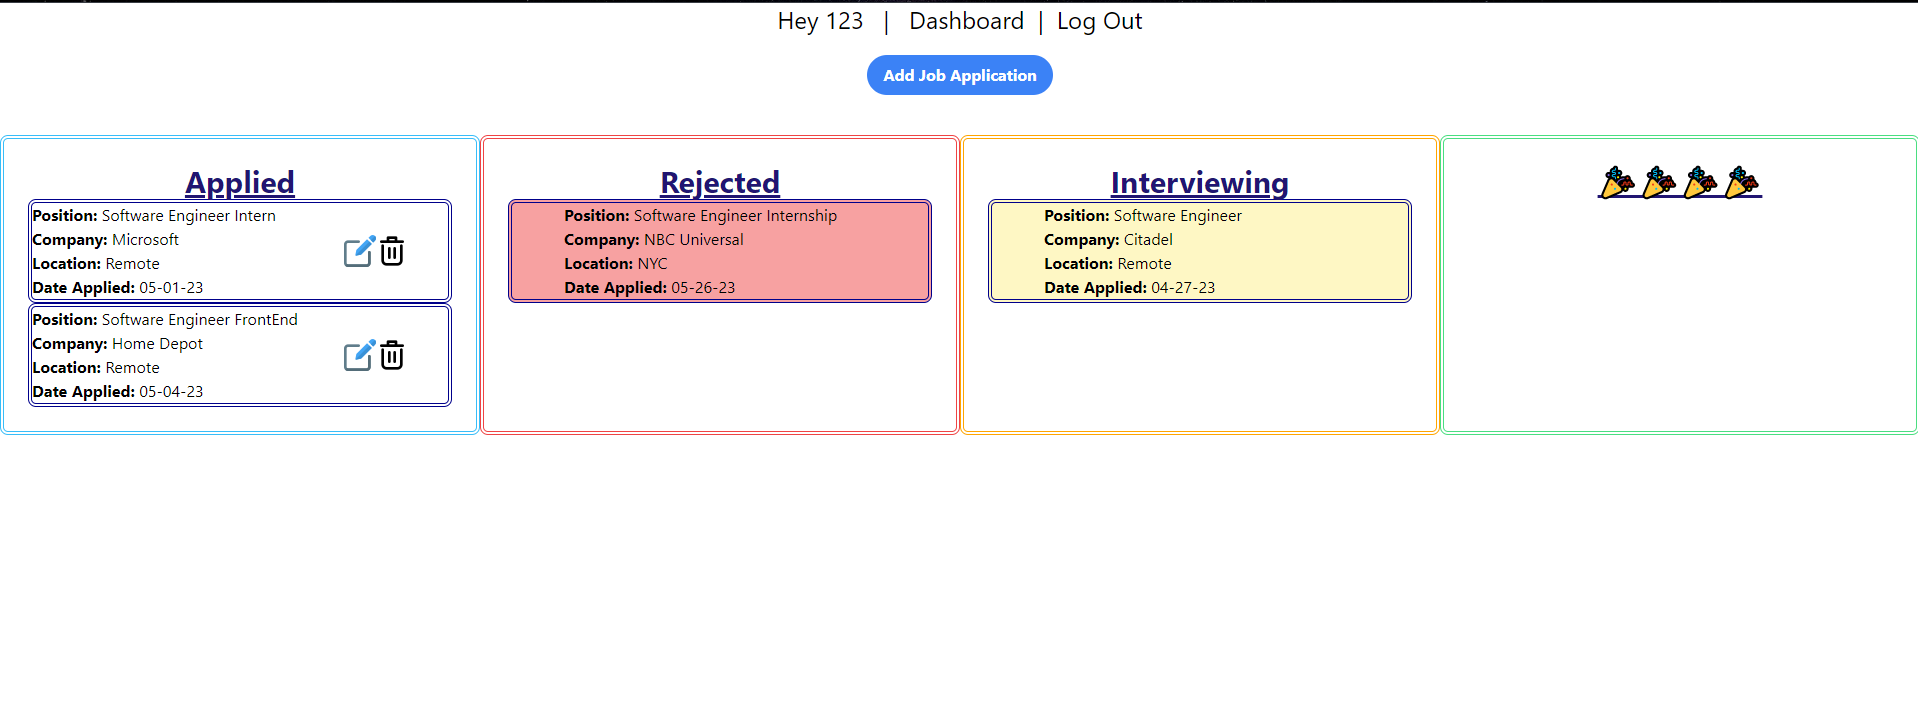 Hey 123 | Dashboard | Log Out
Add Job Application
Applied
Position: Software Engineer Intern
Company: Microsoft
Location: Remote
Date Applied: 05-01-23
Position: Software Engineer FrontEnd
Company: Home Depot
Location: Remote
Date Applied: 05-04-23
Rejected
Position: Software Engineer Internship
Company: NBC Universal
Location: NYC
Date Applied: 05-26-23
Interviewing
Position: Software Engineer
Company: Citadel
Location: Remote
Date Applied: 04-27-23
🎉🎉🎉🎉